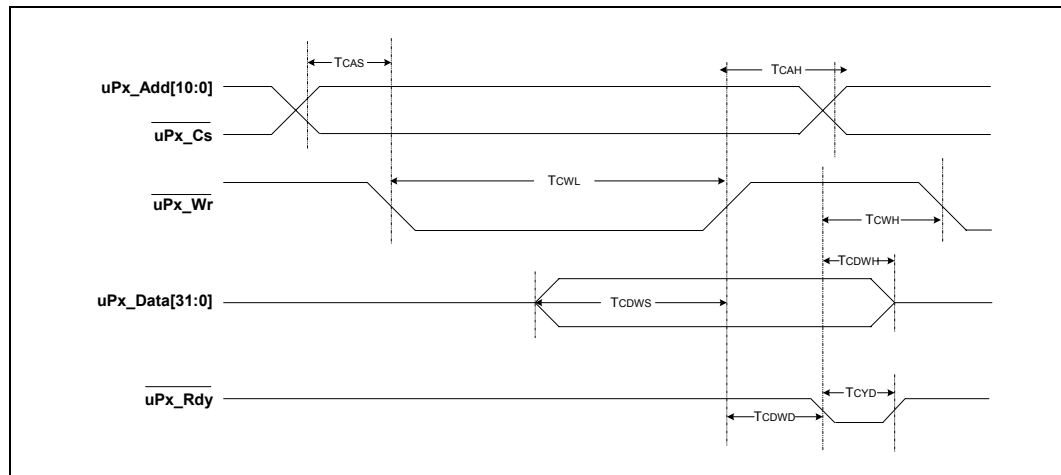 TCAS
TCAH
uPx_Add[10:0]
uPx_Cs
TCWL
uPx_Wr
TCWH
TCDWH
uPx_Data[31:0]
TCDWS
uPx_Rdy
TCYD
TCDWD